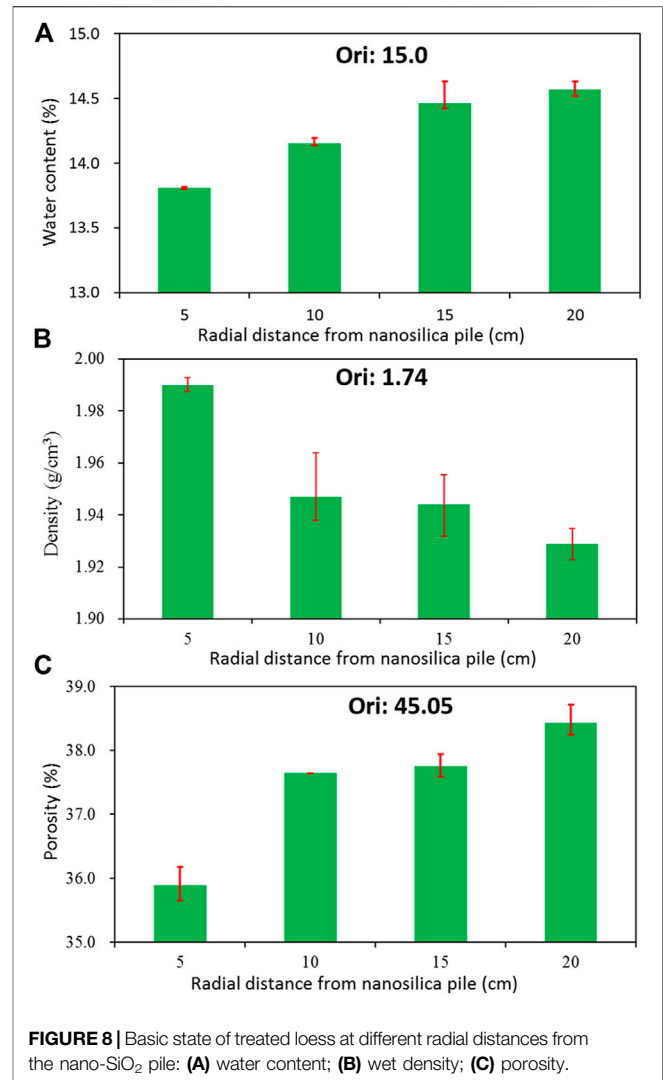 A
Ori: 15.0
Water content (%)
15.0
14.5
14.0
13.5
13.0
5 10 15 20
Radial distance from nanosilica pile (cm)
B
Ori: 1.74
Density (g/cm³)
2.00
1.98
1.96
1.94
1.92
1.90
5 10 15 20
Radial distance from nanosilica pile (cm)
C
Ori: 45.05
Porosity (%)
39.0
38.0
37.0
36.0
35.0
5 10 15 20
Radial distance from nanosilica pile (cm)
FIGURE 8 | Basic state of treated loess at different radial distances from
the nano-SiO₂ pile: (A) water content; (B) wet density; (C) porosity.